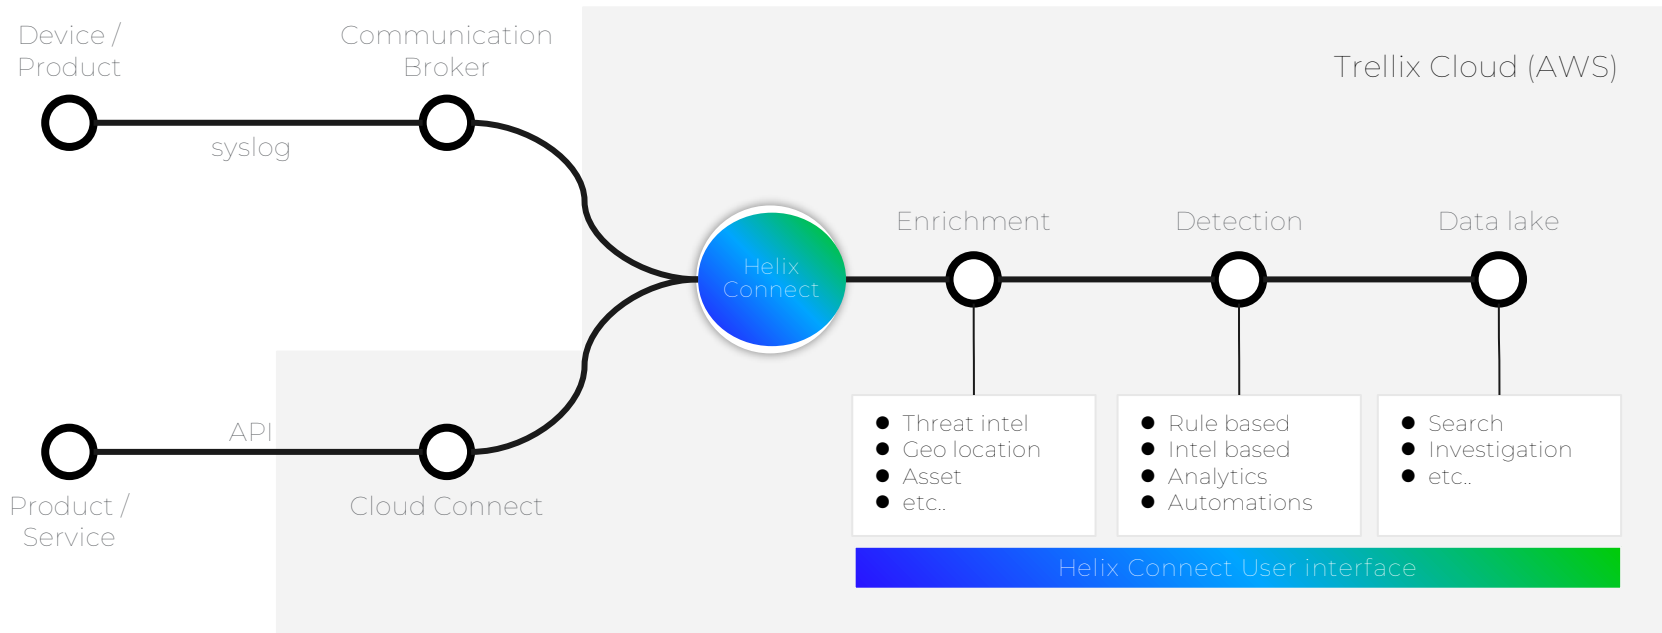 Device /
Product
Communication
Broker
Trellix Cloud (AWS)
syslog
Enrichment
Detection
Data lake
Helix
Connect
API
Product /
Service
Cloud Connect
Threat intel
Geo location
Asset
etc..
Rule based
Intel based
Analytics
Automations
Search
Investigation
etc..
Helix Connect User interface